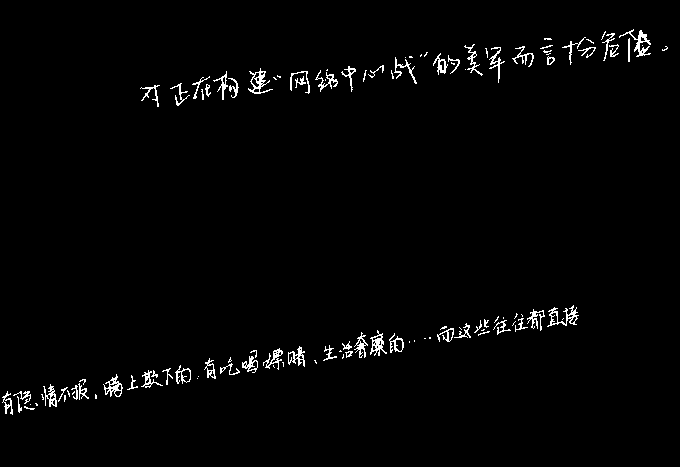 对正在构建“网络中心战”的美军而言十分危险。
有隐情不报，瞒上欺下的，有吃喝嫖赌、生活奢靡的……而这些往往都直接